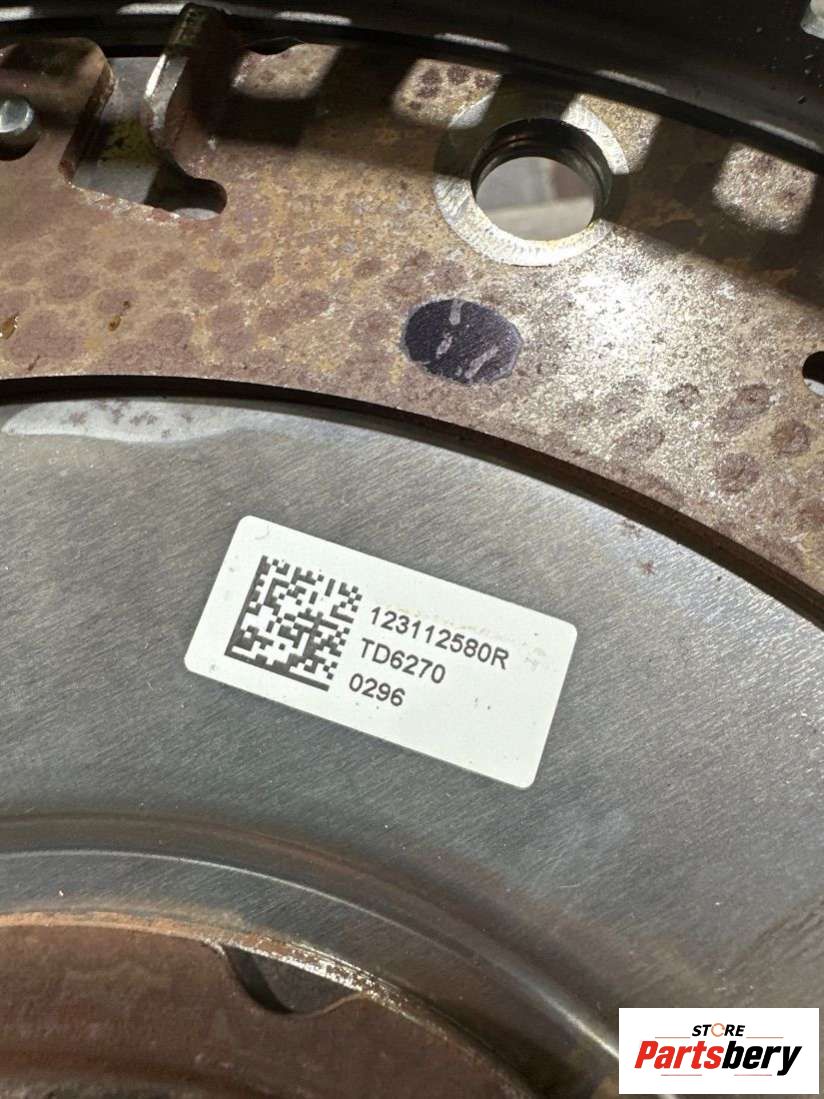 123112580R
TD6270
0296
STORE
Partsbery